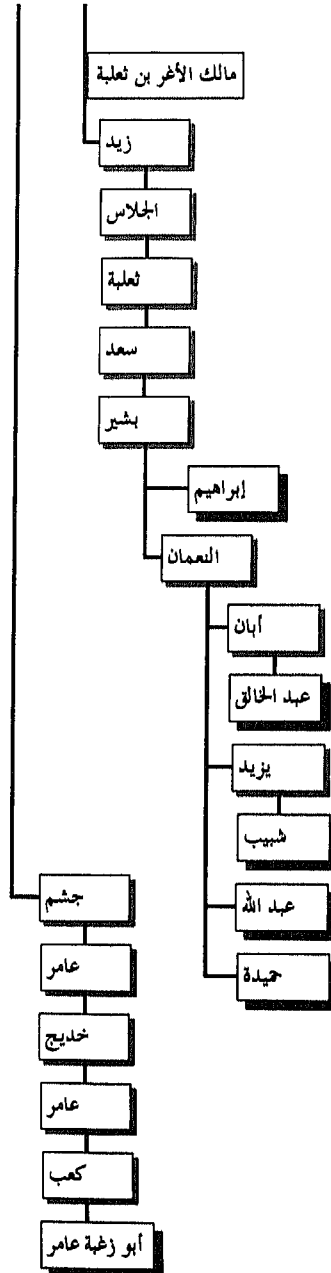 مالك الأغر بن ثعلبة
زيد
الجلاس
ثعلبة
سعد
بشير
إبراهيم
النعمان
أبان
عبد الخالق
يزيد
شبيب
عبد الله
حميدة
جشم
عامر
خديج
عامر
كعب
أبو زغبة عامر